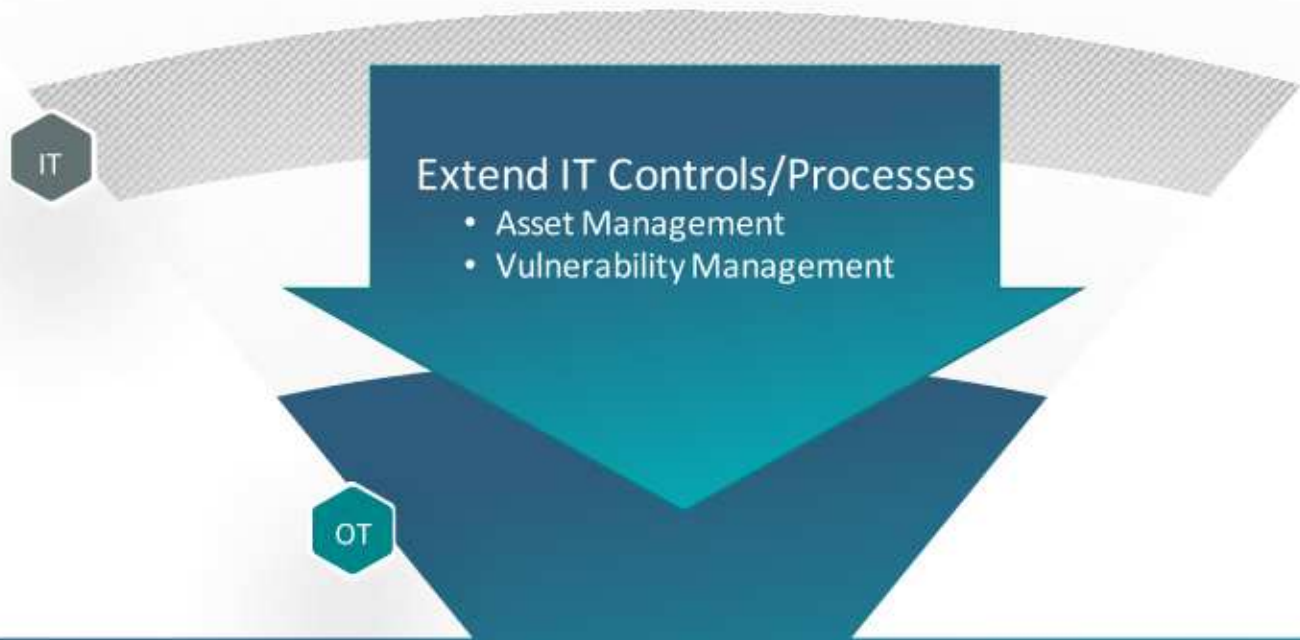 IT
Extend IT Controls/Processes
• Asset Management
• Vulnerability Management
OT